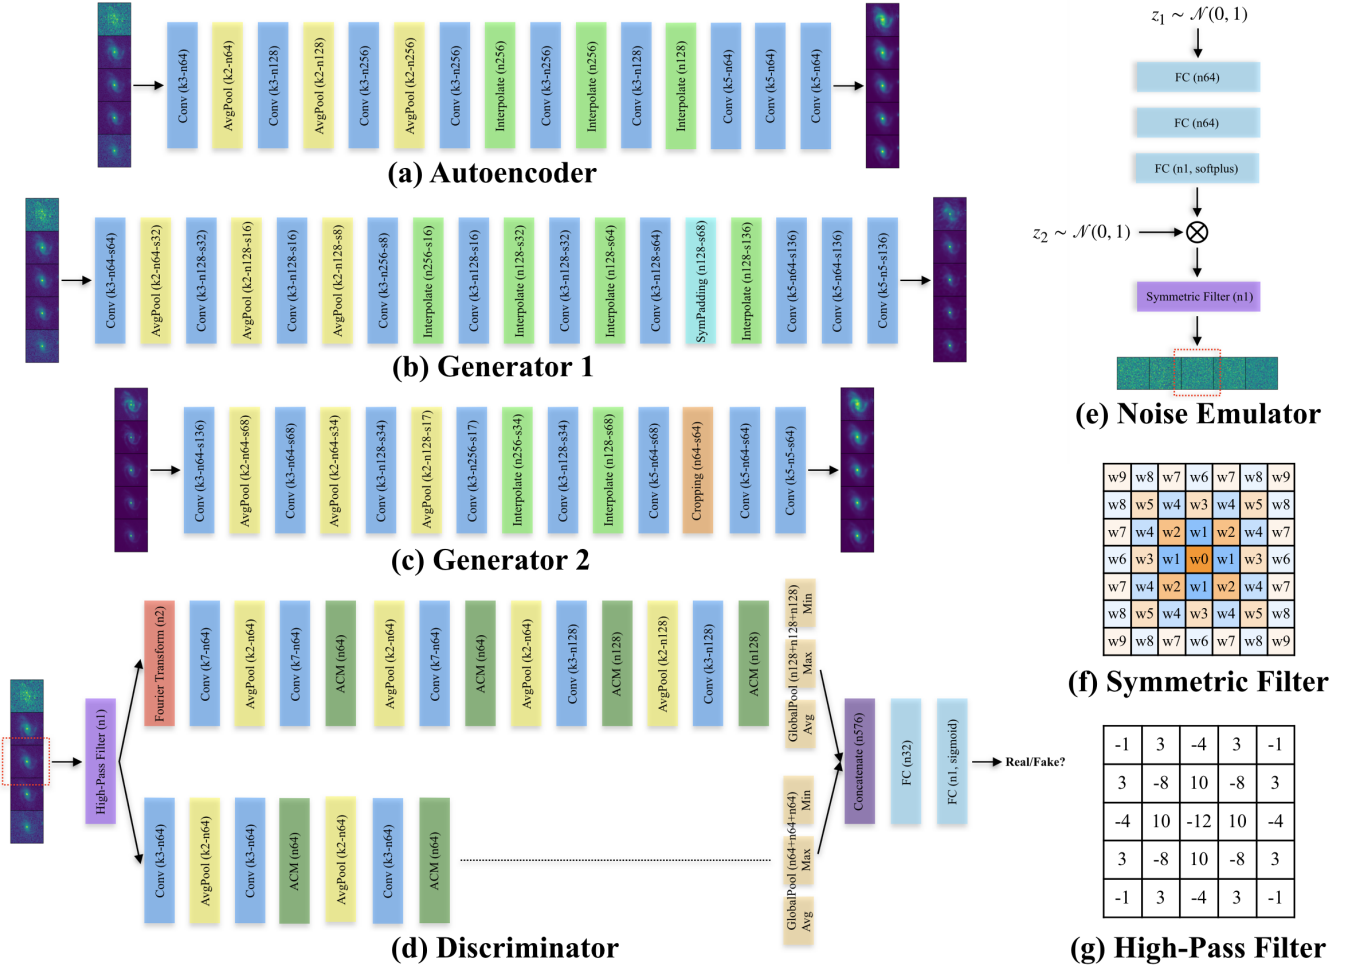 Conv (k3-n64)
AvgPool (k2-n64)
Conv (k3-n128)
AvgPool (k2-n128)
Conv (k3-n256)
AvgPool (k2-n256)
Conv (k3-n256)
Interpolate (n256)
Conv (k3-n256)
Interpolate (n256)
Conv (k3-n128)
Interpolate (n128)
Conv (k5-n64)
Conv (k5-n64)
Conv (k5-n64)
(a) Autoencoder
Conv (k3-n64-s64)
AvgPool (k2-n64-s32)
Conv (k3-n128-s32)
AvgPool (k2-n128-s16)
Conv (k3-n128-s16)
AvgPool (k2-n128-s8)
Conv (k3-n256-s8)
Interpolate (n256-s16)
Conv (k3-n128-s16)
Interpolate (n128-s32)
Conv (k3-n128-s32)
Interpolate (n128-s64)
Conv (k3-n128-s64)
SymPadding (n128-s68)
Interpolate (n128-s136)
Conv (k5-n64-s136)
Conv (k5-n64-s136)
Conv (k5-n5-s136)
(b) Generator 1
Conv (k3-n64-s136)
AvgPool (k2-n64-s68)
Conv (k3-n64-s68)
AvgPool (k2-n64-s34)
Conv (k3-n128-s34)
AvgPool (k2-n128-s17)
Conv (k3-n256-s17)
Interpolate (n256-s34)
Conv (k3-n128-s34)
Interpolate (n128-s68)
Conv (k5-n64-s68)
Cropping (n64-s64)
Conv (k5-n64-s64)
Conv (k5-n5-s64)
(c) Generator 2
High-Pass Filter (n1)
Fourier Transform (n2)
Conv (k7-n64)
AvgPool (k2-n64)
Conv (k7-n64)
ACM (n64)
AvgPool (k2-n64)
Conv (k7-n64)
ACM (n64)
AvgPool (k2-n64)
Conv (k3-n128)
ACM (n128)
AvgPool (k2-n128)
Conv (k3-n128)
ACM (n128)
GlobalPool (n128+n128+n128)
Avg Max Min
Conv (k3-n64)
AvgPool (k2-n64)
Conv (k3-n64)
ACM (n64)
AvgPool (k2-n64)
Conv (k3-n64)
ACM (n64)
GlobalPool (n64+n64+n64)
Avg Max Min
Concatenate (n576)
FC (n32)
FC (n1, sigmoid)
Real/Fake?
(d) Discriminator
z₁ ~ 𝒩(0, 1)
FC (n64)
FC (n64)
FC (n1, softplus)
z₂ ~ 𝒩(0, 1)
Symmetric Filter (n1)
(e) Noise Emulator
w9 w8 w7 w6 w7 w8 w9
w8 w5 w4 w3 w4 w5 w8
w7 w4 w2 w1 w2 w4 w7
w6 w3 w1 w0 w1 w3 w6
w7 w4 w2 w1 w2 w4 w7
w8 w5 w4 w3 w4 w5 w8
w9 w8 w7 w6 w7 w8 w9
(f) Symmetric Filter
-1 3 -4 3 -1
3 -8 10 -8 3
-4 10 -12 10 -4
3 -8 10 -8 3
-1 3 -4 3 -1
(g) High-Pass Filter